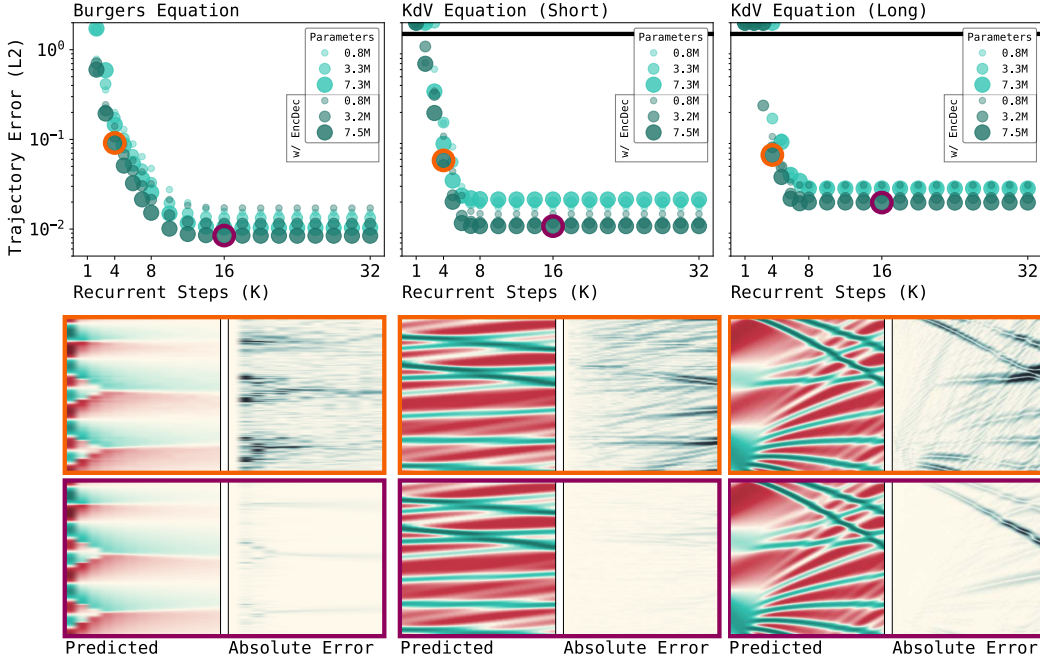 Burgers Equation
KdV Equation (Short)
KdV Equation (Long)
Trajectory Error (L2)
10⁰
10⁻¹
10⁻²
Parameters
0.8M
3.3M
7.3M
w/ EncDec
0.8M
3.2M
7.5M
Parameters
0.8M
3.3M
7.3M
w/ EncDec
0.8M
3.2M
7.5M
Parameters
0.8M
3.3M
7.3M
w/ EncDec
0.8M
3.2M
7.5M
1 4 8 16 32
1 4 8 16 32
1 4 8 16 32
Recurrent Steps (K)
Recurrent Steps (K)
Recurrent Steps (K)
Predicted Absolute Error
Predicted Absolute Error
Predicted Absolute Error